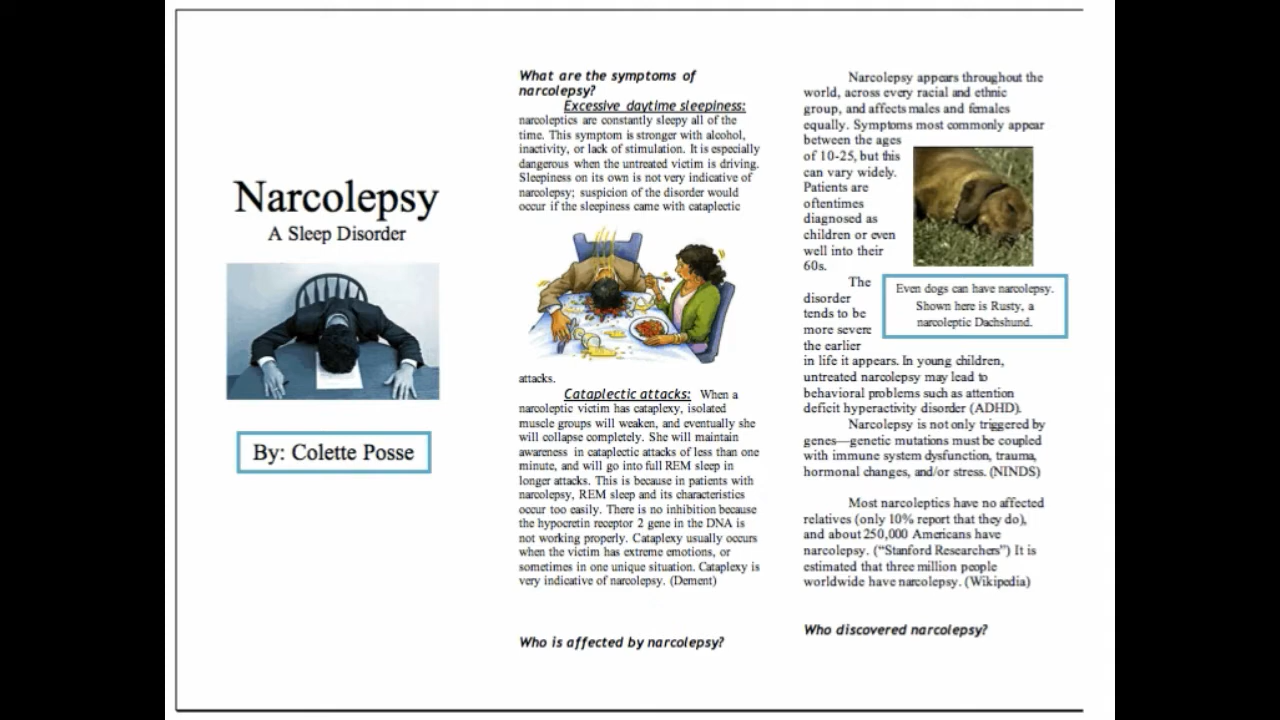 Narcolepsy
A Sleep Disorder
By: Colette Posse
What are the symptoms of
narcolepsy?
Excessive daytime sleepiness:
narcoleptics are constantly sleepy all of the
time. This symptom is stronger with alcohol,
inactivity, or lack of stimulation. It is especially
dangerous when the untreated victim is driving.
Sleepiness on its own is not very indicative of
narcolepsy; suspicion of the disorder would
occur if the sleepiness came with cataplectic
attacks.
Cataplectic attacks: When a
narcoleptic victim has cataplexy, isolated
muscle groups will weaken, and eventually she
will collapse completely. She will maintain
awareness in cataplectic attacks of less than one
minute, and will go into full REM sleep in
longer attacks. This is because in patients with
narcolepsy, REM sleep and its characteristics
occur too easily. There is no inhibition because
the hypocretin receptor 2 gene in the DNA is
not working properly. Cataplexy usually occurs
when the victim has extreme emotions, or
sometimes in one unique situation. Cataplexy is
very indicative of narcolepsy. (Dement)
Who is affected by narcolepsy?
Narcolepsy appears throughout the
world, across every racial and ethnic
group, and affects males and females
equally. Symptoms most commonly appear
between the ages
of 10-25, but this
can vary widely.
Patients are
oftentimes
diagnosed as
children or even
well into their
60s.
The
disorder
tends to be
more severe
the earlier
in life it appears. In young children,
untreated narcolepsy may lead to
behavioral problems such as attention
deficit hyperactivity disorder (ADHD).
Narcolepsy is not only triggered by
genes—genetic mutations must be coupled
with immune system dysfunction, trauma,
hormonal changes, and/or stress. (NINDS)
Most narcoleptics have no affected
relatives (only 10% report that they do),
and about 250,000 Americans have
narcolepsy. (“Stanford Researchers”) It is
estimated that three million people
worldwide have narcolepsy. (Wikipedia)
Even dogs can have narcolepsy.
Shown here is Rusty, a
narcoleptic Dachshund.
Who discovered narcolepsy?